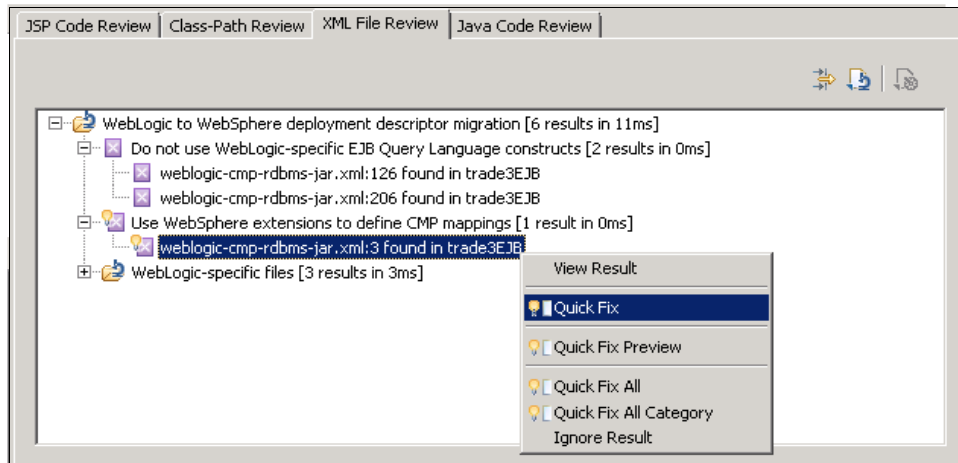 JSP Code Review Class-Path Review XML File Review Java Code Review
WebLogic to WebSphere deployment descriptor migration [6 results in 11ms]
Do not use WebLogic-specific EJB Query Language constructs [2 results in 0ms]
weblogic-cmp-rdbms-jar.xml:126 found in trade3EJB
weblogic-cmp-rdbms-jar.xml:206 found in trade3EJB
Use WebSphere extensions to define CMP mappings [1 result in 0ms]
weblogic-cmp-rdbms-jar.xml:3 found in trade3EJB
WebLogic-specific files [3 results in 3ms]
View Result
Quick Fix
Quick Fix Preview
Quick Fix All
Quick Fix All Category
Ignore Result